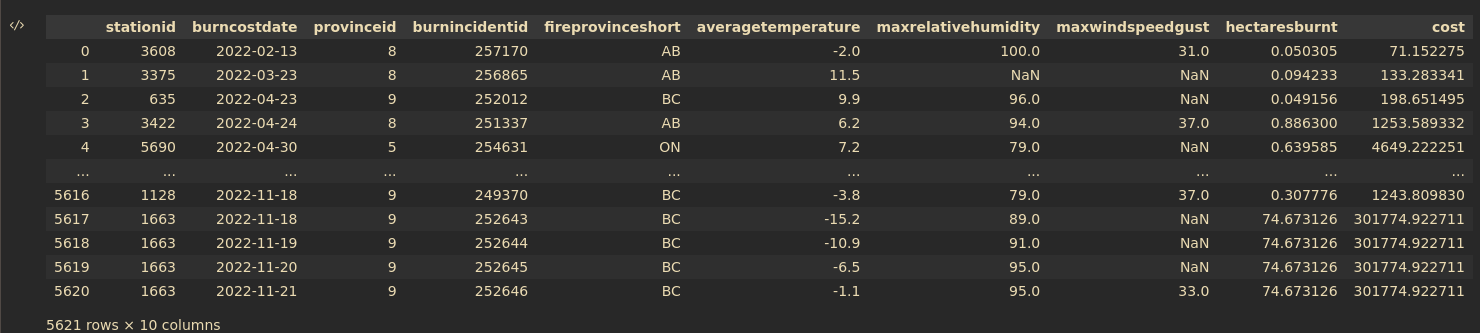 </> stationid burncostdate provinceid burnincidentid fireprovinceshort averagetemperature maxrelativehumidity maxwindspeedgust hectaresburnt cost
0 3608 2022-02-13 8 257170 AB -2.0 100.0 31.0 0.050305 71.152275
1 3375 2022-03-23 8 256865 AB 11.5 NaN NaN 0.094233 133.283341
2 635 2022-04-23 9 252012 BC 9.9 96.0 NaN 0.049156 198.651495
3 3422 2022-04-24 8 251337 AB 6.2 94.0 37.0 0.886300 1253.589332
4 5690 2022-04-30 5 254631 ON 7.2 79.0 NaN 0.639585 4649.222251
... ... ... ... ... ... ... ... ... ... ...
5616 1128 2022-11-18 9 249370 BC -3.8 79.0 37.0 0.307776 1243.809830
5617 1663 2022-11-18 9 252643 BC -15.2 89.0 NaN 74.673126 301774.922711
5618 1663 2022-11-19 9 252644 BC -10.9 91.0 NaN 74.673126 301774.922711
5619 1663 2022-11-20 9 252645 BC -6.5 95.0 NaN 74.673126 301774.922711
5620 1663 2022-11-21 9 252646 BC -1.1 95.0 33.0 74.673126 301774.922711
5621 rows × 10 columns